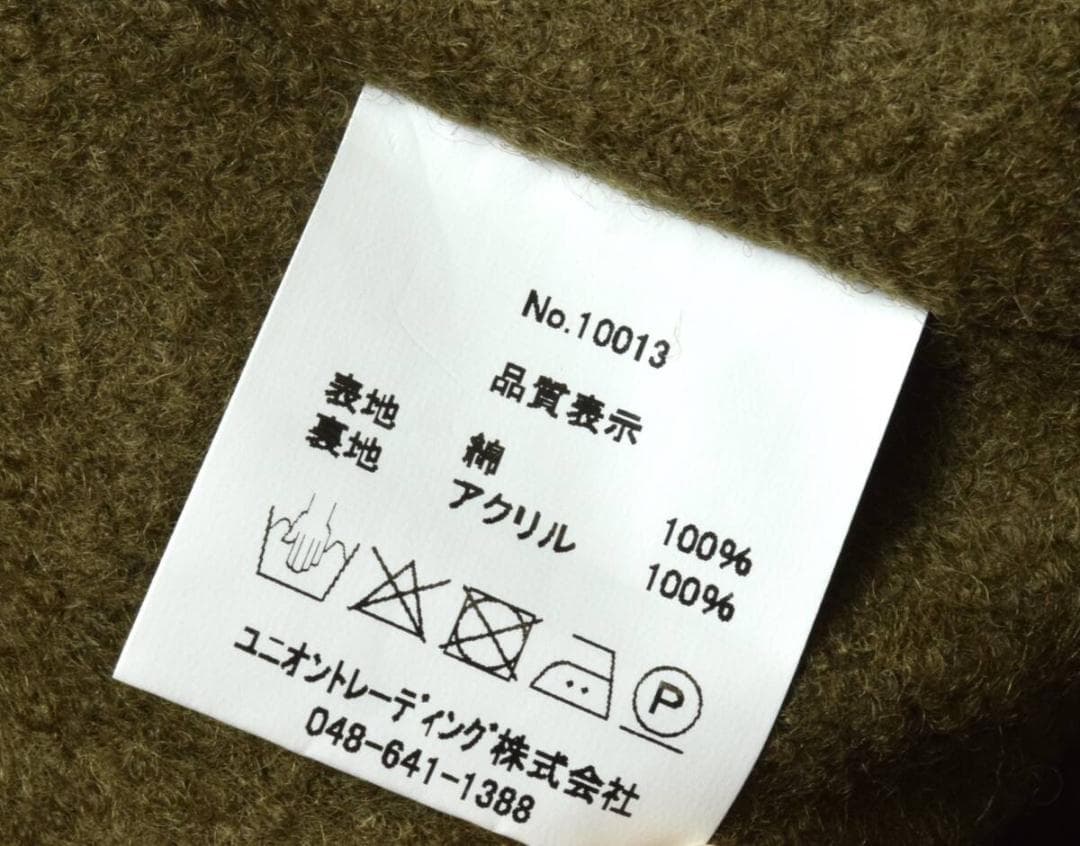 No.10013
品質表示
表地 綿 100%
裏地 アクリル 100%
P
ユニオントレーディング株式会社
048-641-1388